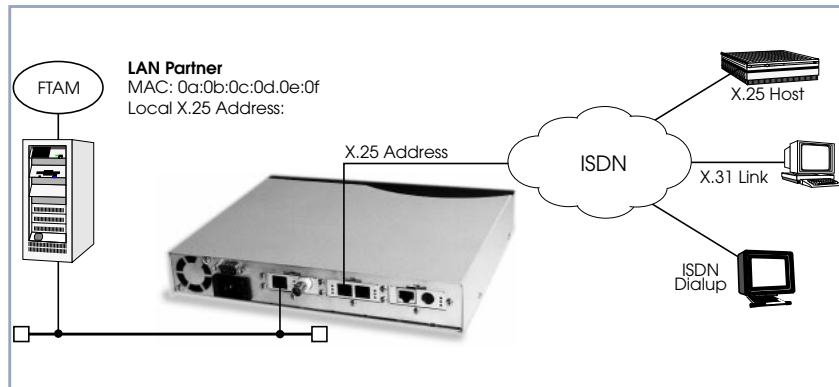 FTAM
LAN Partner
MAC: 0a:0b:0c:0d.0e:0f
Local X.25 Address:
X.25 Address
ISDN
X.25 Host
X.31 Link
ISDN
Dialup